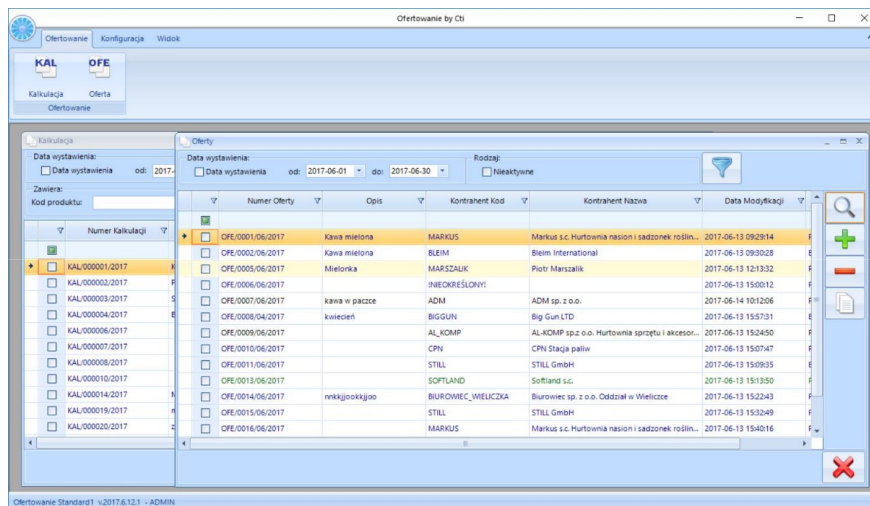 Ofertowanie by Cti
Ofertowanie Konfiguracja Widok
KAL OFE
Kalkulacja Oferta
Ofertowanie
Kalkulacja
Data wystawienia:
Data wystawienia od: 2017-
Zawiera:
Kod produktu:
Numer Kalkulacji
KAL/000001/2017 K
KAL/000002/2017 F
KAL/000003/2017 S
KAL/000004/2017 B
KAL/000006/2017
KAL/000007/2017
KAL/000008/2017
KAL/000010/2017
KAL/000014/2017
KAL/000019/2017
KAL/000020/2017
Oferty
Data wystawienia: Rodzaj:
Data wystawienia od: 2017-06-01 do: 2017-06-30 Nieaktywne
Numer Oferty Opis Kontrahent Kod Kontrahent Nazwa Data Modyfikacji
OFE/0001/06/2017 Kawa mielona MARKUS Markus s.c. Hurtownia nasion i sadzonek roślin... 2017-06-13 09:29:14
OFE/0002/06/2017 Kawa mielona BLEIM Bleim International 2017-06-13 09:30:28
OFE/0005/06/2017 Mielonka MARSZALIK Piotr Marszalik 2017-06-13 12:13:32
OFE/0006/06/2017 !NIEOKREŚLONY! 2017-06-13 15:00:12
OFE/0007/06/2017 kawa w paczce ADM ADM sp. z o.o. 2017-06-14 10:12:06
OFE/0008/04/2017 kwiecień BIGGUN Big Gun LTD 2017-06-13 15:57:31
OFE/0009/06/2017 AL_KOMP AL-KOMP sp.z o.o. Hurtownia sprzętu i akcesor... 2017-06-13 15:24:50
OFE/0010/06/2017 CPN CPN Stacja paliw 2017-06-13 15:07:47
OFE/0011/06/2017 STILL STILL GmbH 2017-06-13 15:09:35
OFE/0013/06/2017 SOFTLAND Softland s.c. 2017-06-13 15:13:50
OFE/0014/06/2017 nnkkjjookkjjoo BIUROWIEC_WIELICZKA Biurowiec sp. z o.o. Oddział w Wieliczce 2017-06-13 15:22:43
OFE/0015/06/2017 STILL STILL GmbH 2017-06-13 15:32:49
OFE/0016/06/2017 MARKUS Markus s.c. Hurtownia nasion i sadzonek roślin... 2017-06-13 15:40:16
Ofertowanie Standard1 v.2017.6.12.1 - ADMIN